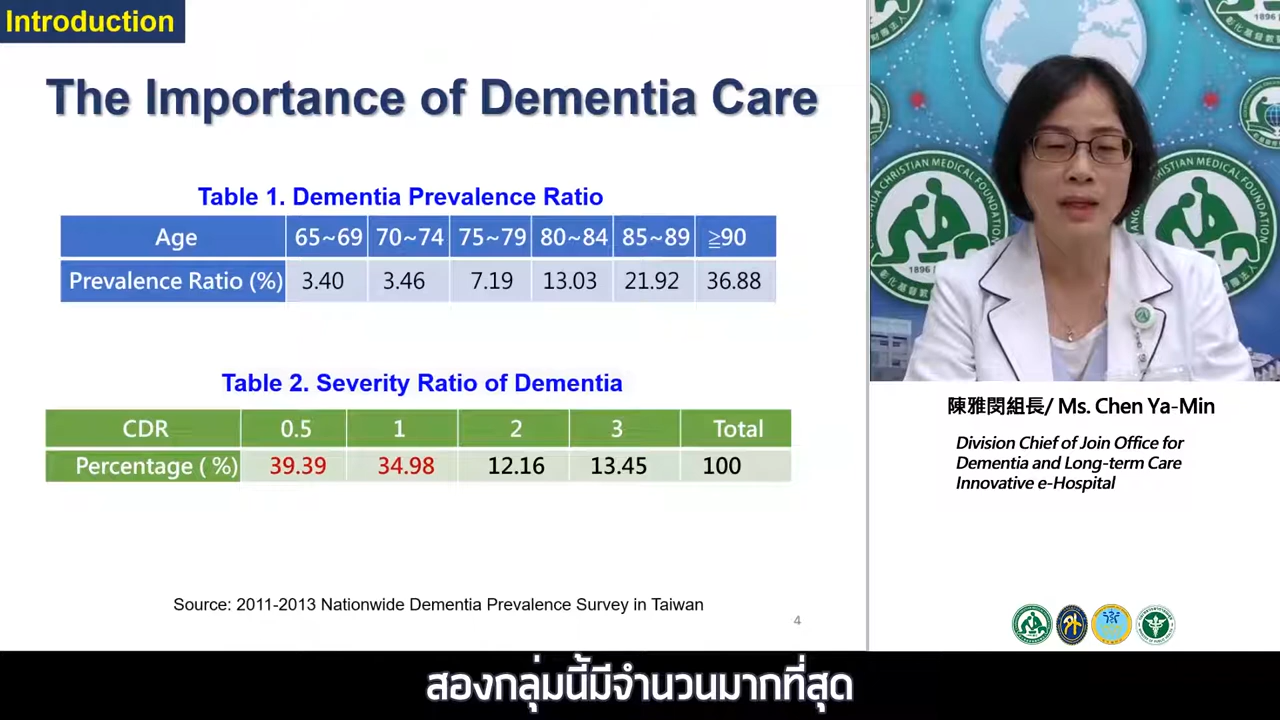 Introduction
The Importance of Dementia Care
Table 1. Dementia Prevalence Ratio
Age 65~69 70~74 75~79 80~84 85~89 ≧90
Prevalence Ratio (%) 3.40 3.46 7.19 13.03 21.92 36.88
Table 2. Severity Ratio of Dementia
CDR 0.5 1 2 3 Total
Percentage ( %) 39.39 34.98 12.16 13.45 100
Source: 2011-2013 Nationwide Dementia Prevalence Survey in Taiwan
4
1896
CHRISTIAN MEDICAL FOUNDATION
1896
陳雅閔組長/ Ms. Chen Ya-Min
Division Chief of Join Office for
Dementia and Long-term Care
Innovative e-Hospital
สองกลุ่มนี้มีจำนวนมากที่สุด